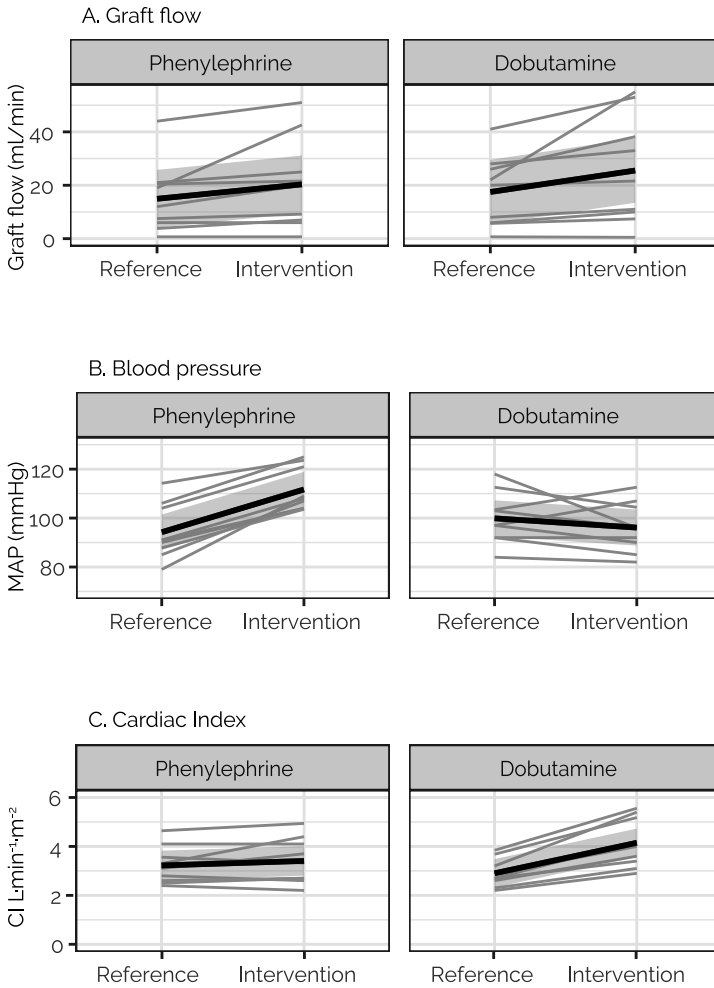 A. Graft flow
Phenylephrine
Dobutamine
Graft flow (ml/min)
40
20
0
Reference
Intervention
Reference
Intervention
B. Blood pressure
Phenylephrine
Dobutamine
MAP (mmHg)
120
100
80
Reference
Intervention
Reference
Intervention
C. Cardiac Index
Phenylephrine
Dobutamine
CI L·min⁻¹·m⁻²
6
4
2
0
Reference
Intervention
Reference
Intervention